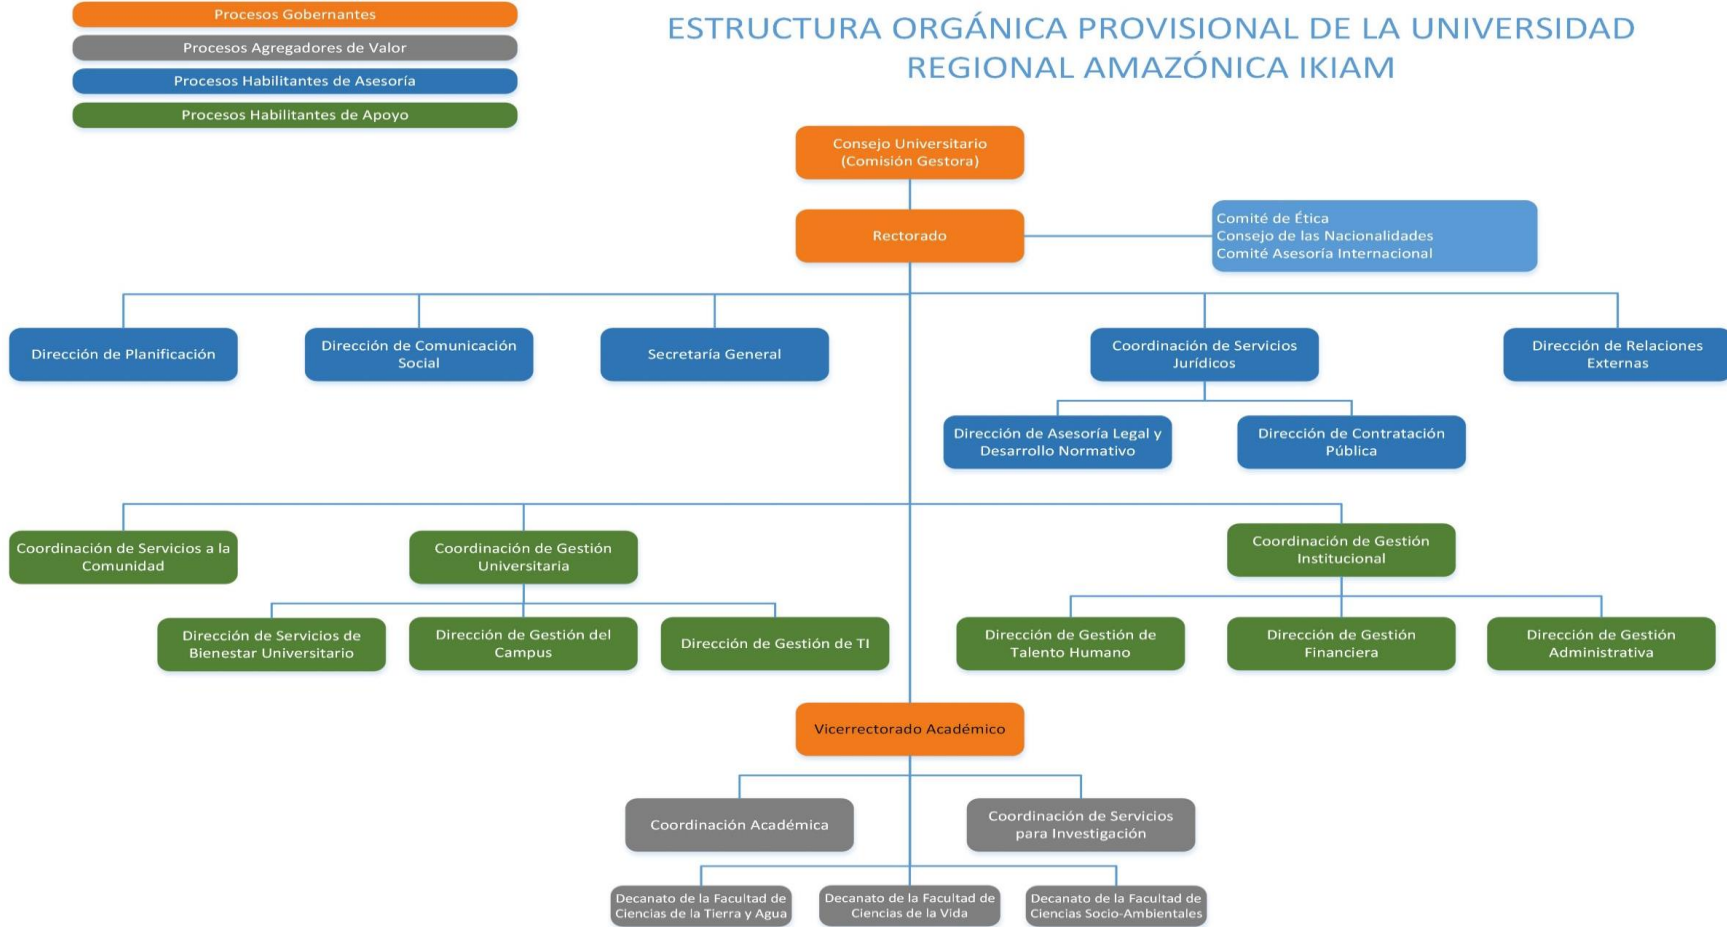 Procesos Gobernantes
Procesos Agregadores de Valor
Procesos Habilitantes de Asesoría
Procesos Habilitantes de Apoyo
ESTRUCTURA ORGÁNICA PROVISIONAL DE LA UNIVERSIDAD
REGIONAL AMAZÓNICA IKIAM
Consejo Universitario
(Comisión Gestora)
Rectorado
Comité de Ética
Consejo de las Nacionalidades
Comité Asesoría Internacional
Dirección de Planificación
Dirección de Comunicación
Social
Secretaría General
Coordinación de Servicios
Jurídicos
Dirección de Relaciones
Externas
Dirección de Asesoría Legal y
Desarrollo Normativo
Dirección de Contratación
Pública
Coordinación de Servicios a la
Comunidad
Coordinación de Gestión
Universitaria
Coordinación de Gestión
Institucional
Dirección de Servicios de
Bienestar Universitario
Dirección de Gestión del
Campus
Dirección de Gestión de TI
Dirección de Gestión de
Talento Humano
Dirección de Gestión
Financiera
Dirección de Gestión
Administrativa
Vicerrectorado Académico
Coordinación Académica
Coordinación de Servicios
para Investigación
Decanato de la Facultad de
Ciencias de la Tierra y Agua
Decanato de la Facultad de
Ciencias de la Vida
Decanato de la Facultad de
Ciencias Socio-Ambientales